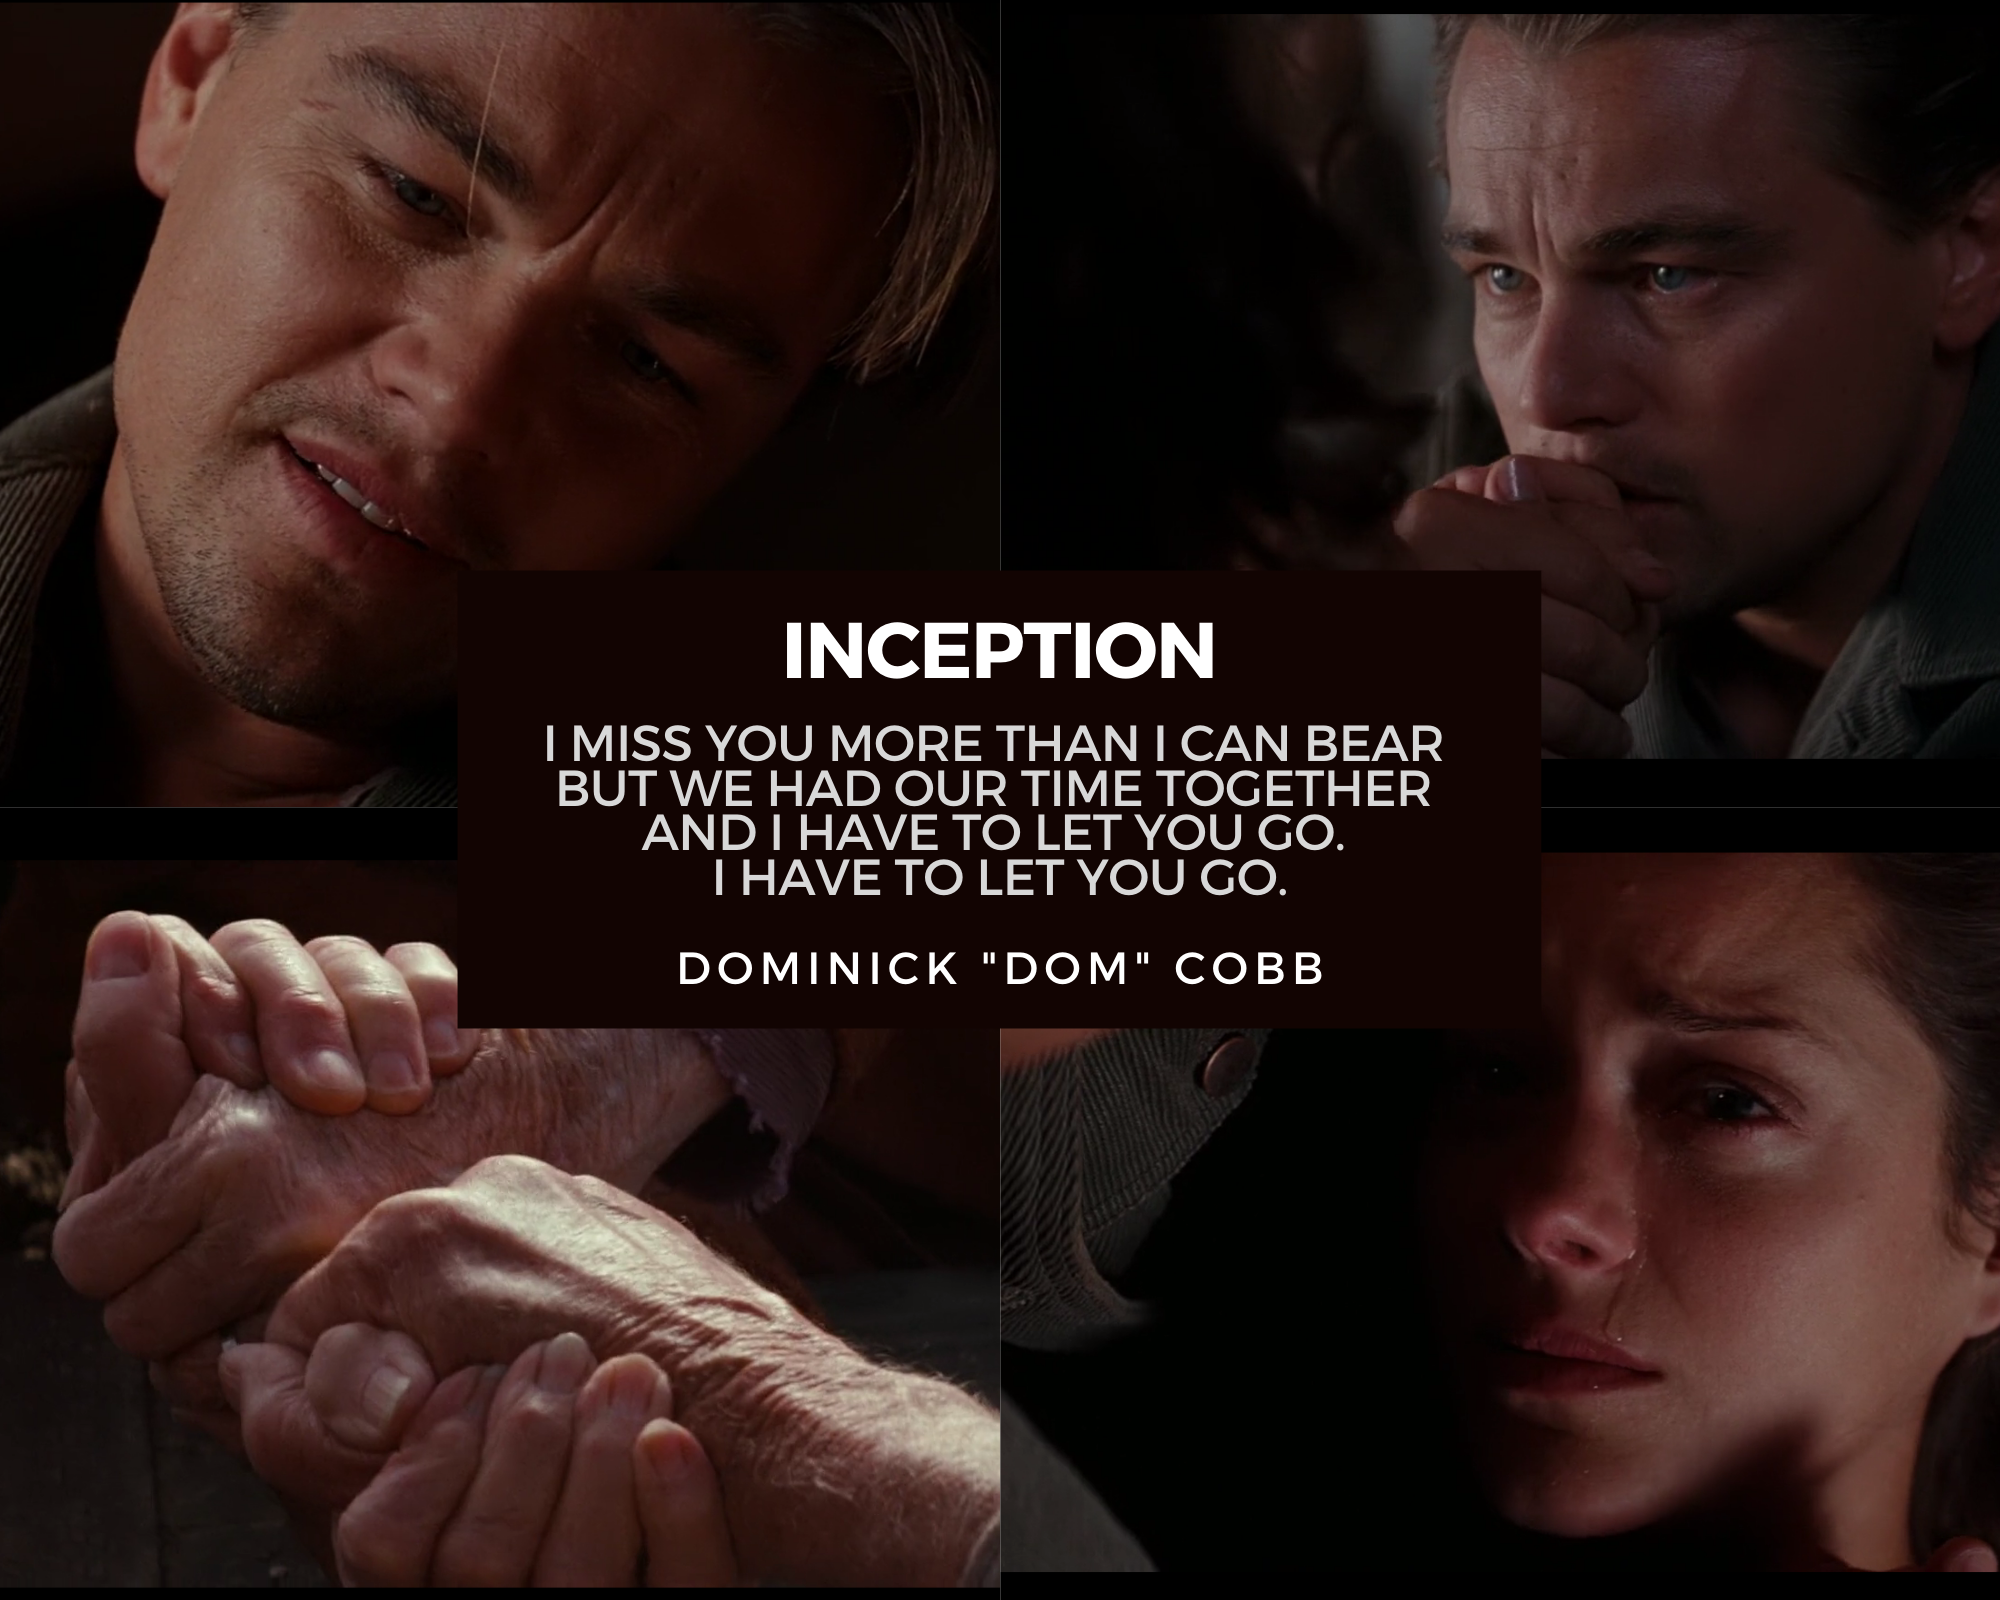 INCEPTION
I MISS YOU MORE THAN I CAN BEAR
BUT WE HAD OUR TIME TOGETHER
AND I HAVE TO LET YOU GO.
I HAVE TO LET YOU GO.
DOMINICK "DOM" COBB